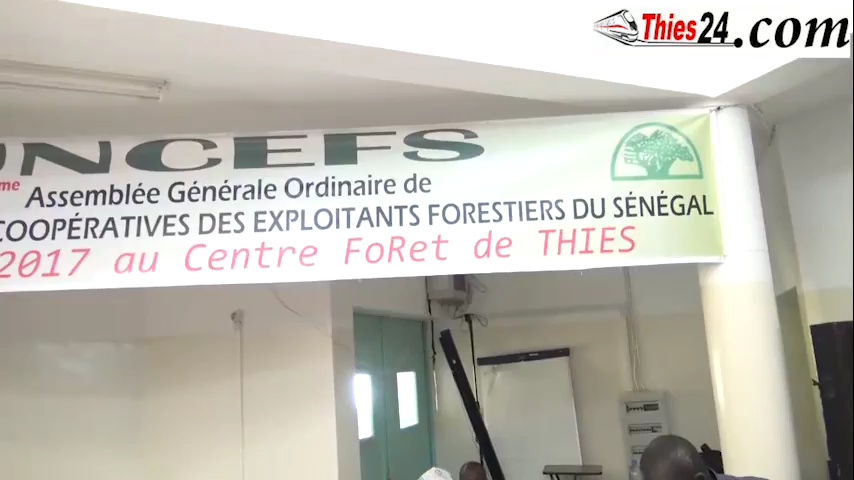 Thies24.com
NCEFS
ème Assemblée Générale Ordinaire de
COOPÉRATIVES DES EXPLOITANTS FORESTIERS DU SÉNÉGAL
2017 au Centre FoRet de THIES